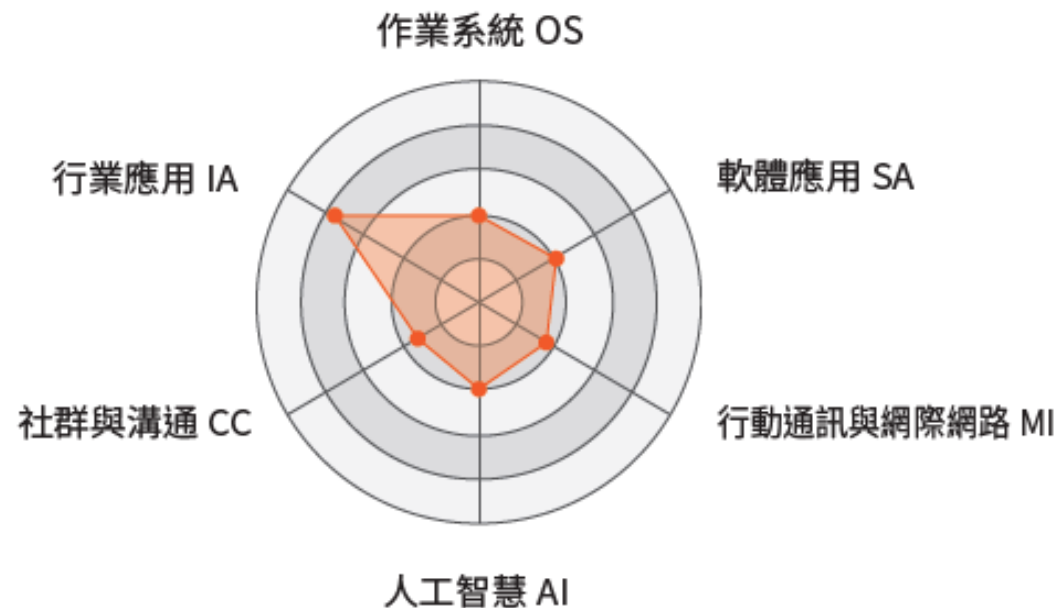 作業系統 OS
行業應用 IA
軟體應用 SA
社群與溝通 CC
行動通訊與網際網路 MI
人工智慧 AI